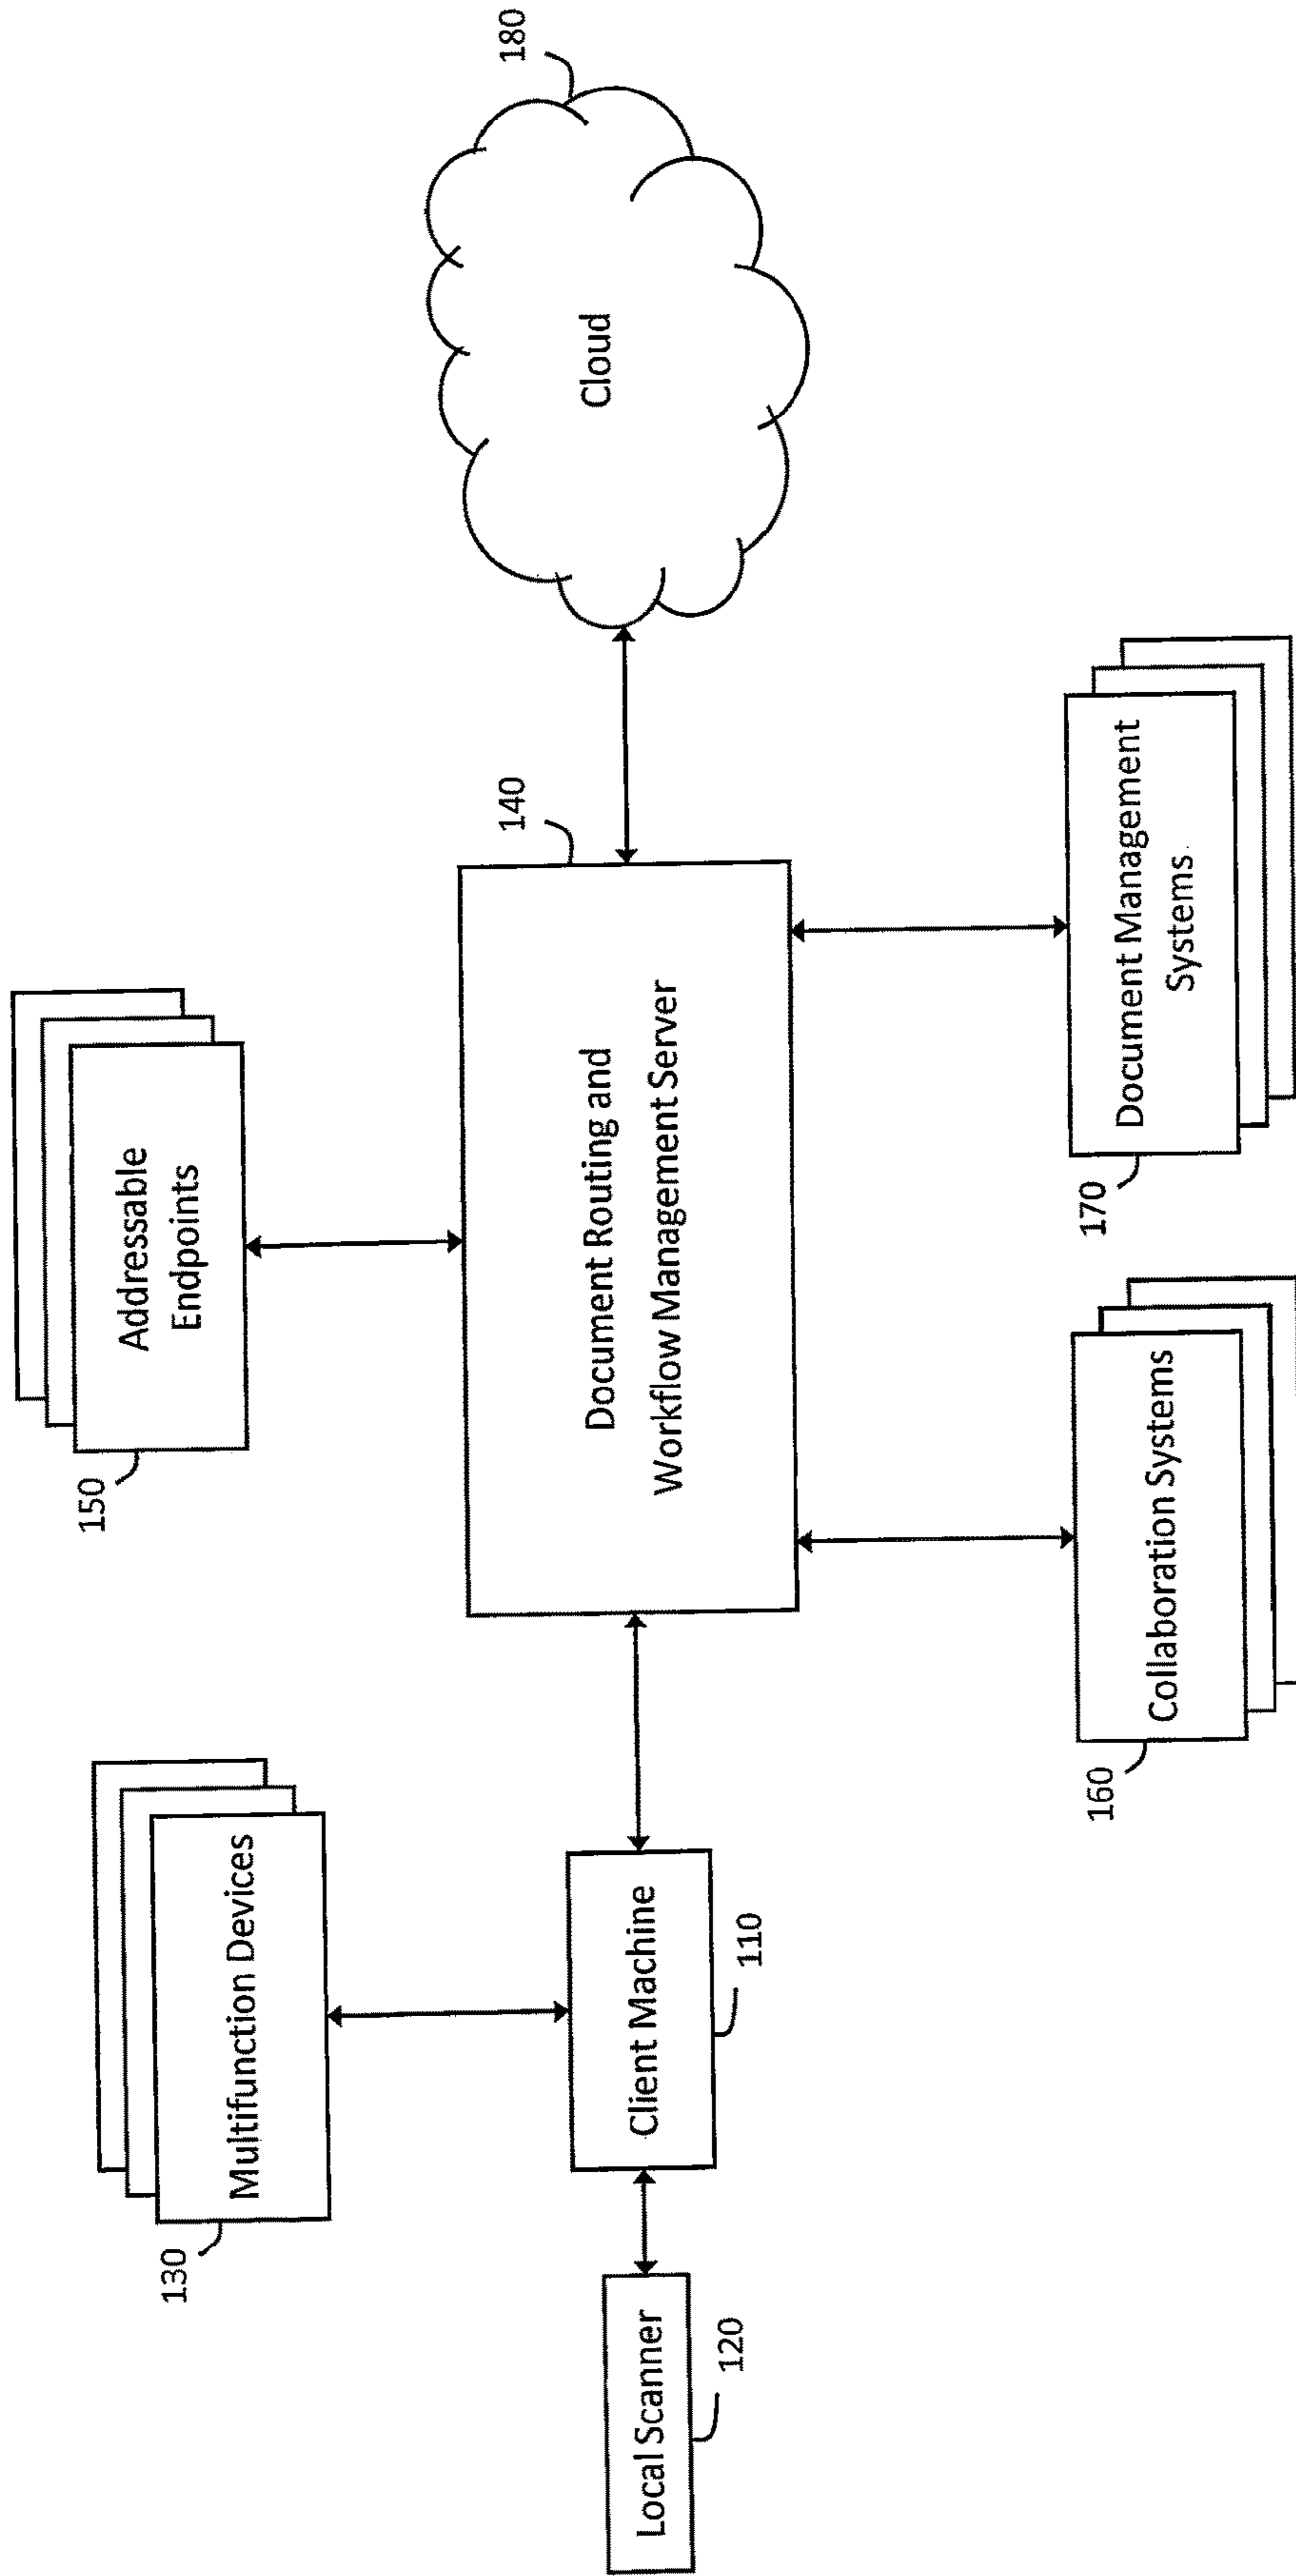 150
Addressable
Endpoints
130
Multifunction Devices
140
180
Document Routing and
Workflow Management Server
Cloud
Local Scanner
120
Client Machine
110
160
Collaboration Systems
170
Document Management
Systems